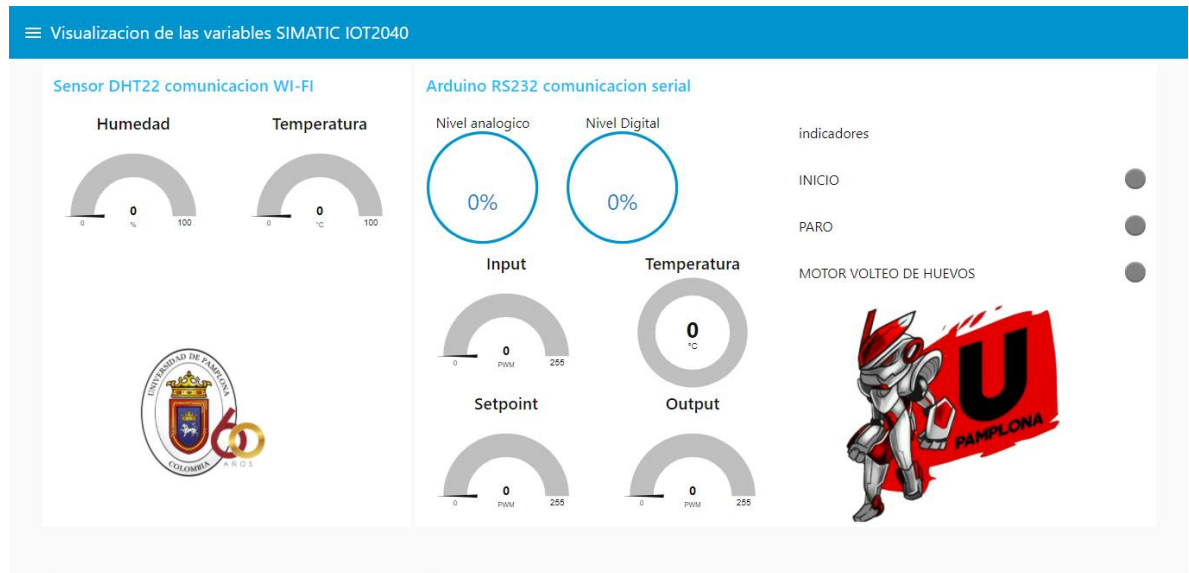 Visualizacion de las variables SIMATIC IOT2040
Sensor DHT22 comunicacion WI-FI
Humedad
Temperatura
0
%
0
100
0
°C
0
100
UNIVERSIDAD DE PAMPLONA
COLOMBIA
60
AÑOS
Arduino RS232 comunicacion serial
Nivel analogico
Nivel Digital
0%
0%
Input
Temperatura
0
PWM
0
255
0
°C
Setpoint
Output
0
PWM
0
255
0
PWM
0
255
indicadores
INICIO
PARO
MOTOR VOLTEO DE HUEVOS
U
PAMPLONA